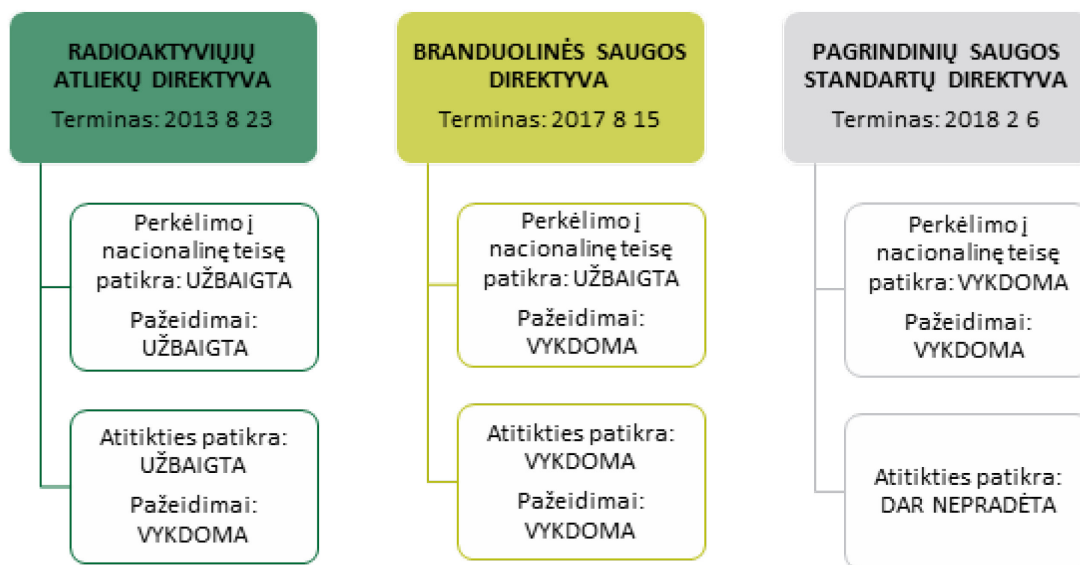 RADIOAKTYVIŲJŲ
ATLIEKŲ DIREKTYVA
Terminas: 2013 8 23
Perkėlimo į
nacionalinę teisę
patikra: UŽBAIGTA
Pažeidimai:
UŽBAIGTA
Atitikties patikra:
UŽBAIGTA
Pažeidimai:
VYKDOMA
BRANDUOLINĖS SAUGOS
DIREKTYVA
Terminas: 2017 8 15
Perkėlimo į
nacionalinę teisę
patikra: UŽBAIGTA
Pažeidimai:
VYKDOMA
Atitikties patikra:
VYKDOMA
Pažeidimai:
VYKDOMA
PAGRINDINIŲ SAUGOS
STANDARTŲ DIREKTYVA
Terminas: 2018 2 6
Perkėlimo į
nacionalinę teisę
patikra: VYKDOMA
Pažeidimai:
VYKDOMA
Atitikties patikra:
DAR NEPRADĖTA